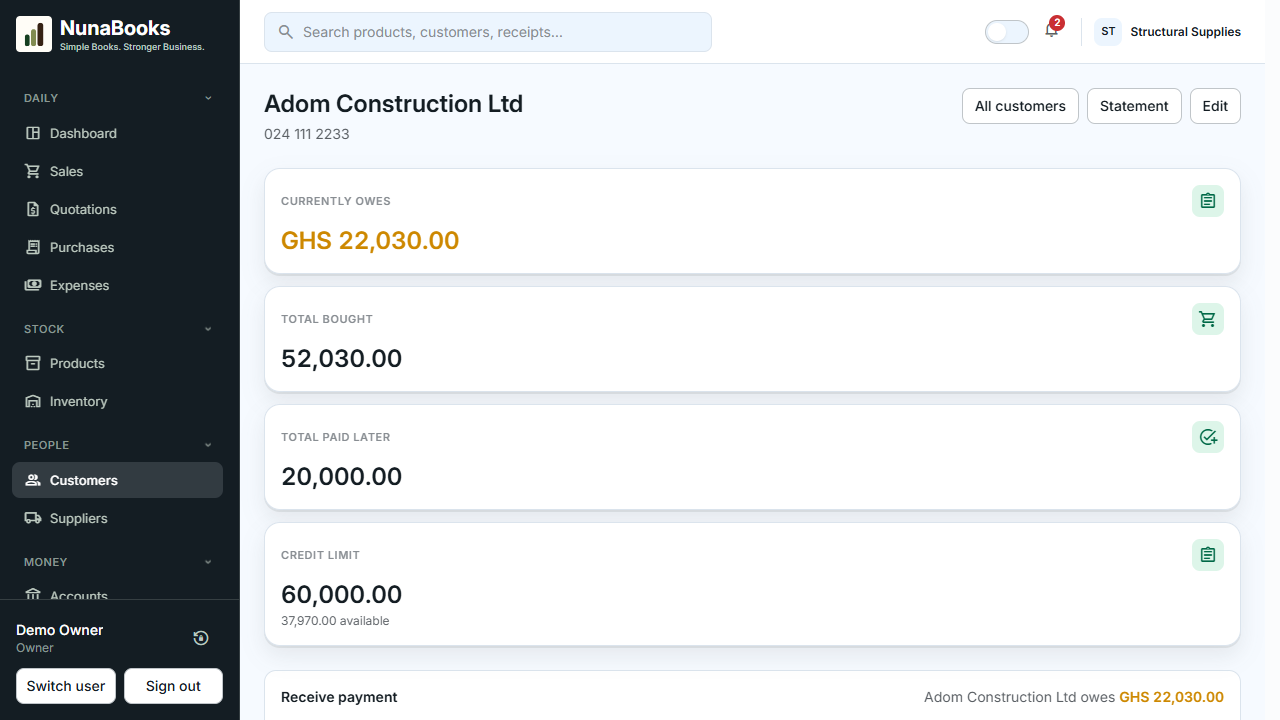 NunaBooks
Simple Books. Stronger Business.
DAILY
Dashboard
Sales
Quotations
Purchases
Expenses
STOCK
Products
Inventory
PEOPLE
Customers
Suppliers
MONEY
Accounts
Demo Owner
Owner
Switch user
Sign out
Search products, customers, receipts...
2
ST
Structural Supplies
Adom Construction Ltd
024 111 2233
All customers
Statement
Edit
CURRENTLY OWES
GHS 22,030.00
TOTAL BOUGHT
52,030.00
TOTAL PAID LATER
20,000.00
CREDIT LIMIT
60,000.00
37,970.00 available
Receive payment
Adom Construction Ltd owes GHS 22,030.00